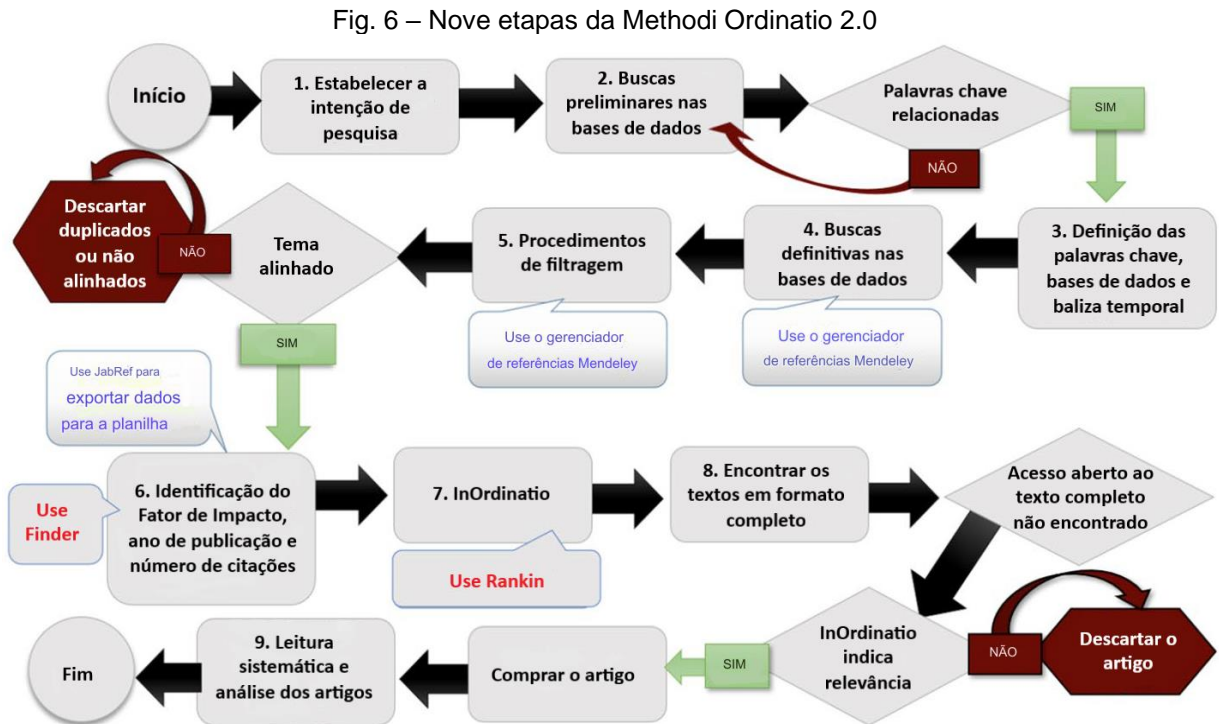 Fig. 6 – Nove etapas da Methodi Ordinatio 2.0
Início
1. Estabelecer a
intenção de
pesquisa
2. Buscas
preliminares nas
bases de dados
Palavras chave
relacionadas
SIM
NÃO
3. Definição das
palavras chave,
bases de dados e
baliza temporal
4. Buscas
definitivas nas
bases de dados
Use o gerenciador
de referências Mendeley
5. Procedimentos
de filtragem
Use o gerenciador
de referências Mendeley
Tema
alinhado
NÃO
Descartar
duplicados
ou não
alinhados
SIM
Use JabRef para
exportar dados
para a planilha
6. Identificação do
Fator de Impacto,
ano de publicação e
número de citações
Use
Finder
7. InOrdinatio
Use Rankin
8. Encontrar os
textos em formato
completo
Acesso aberto ao
texto completo
não encontrado
InOrdinatio
indica
relevância
NÃO
Descartar o
artigo
SIM
Comprar o artigo
9. Leitura
sistemática e
análise dos artigos
Fim